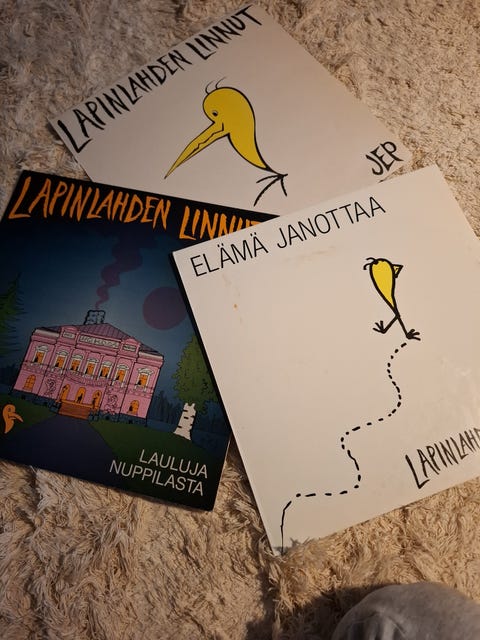 LAPINLAHDEN LINNUT
JEP
LAPINLAHDEN LINNUT
LAULUJA
NUPPILASTA
ELÄMÄ JANOTTAA
LAPINLAHD